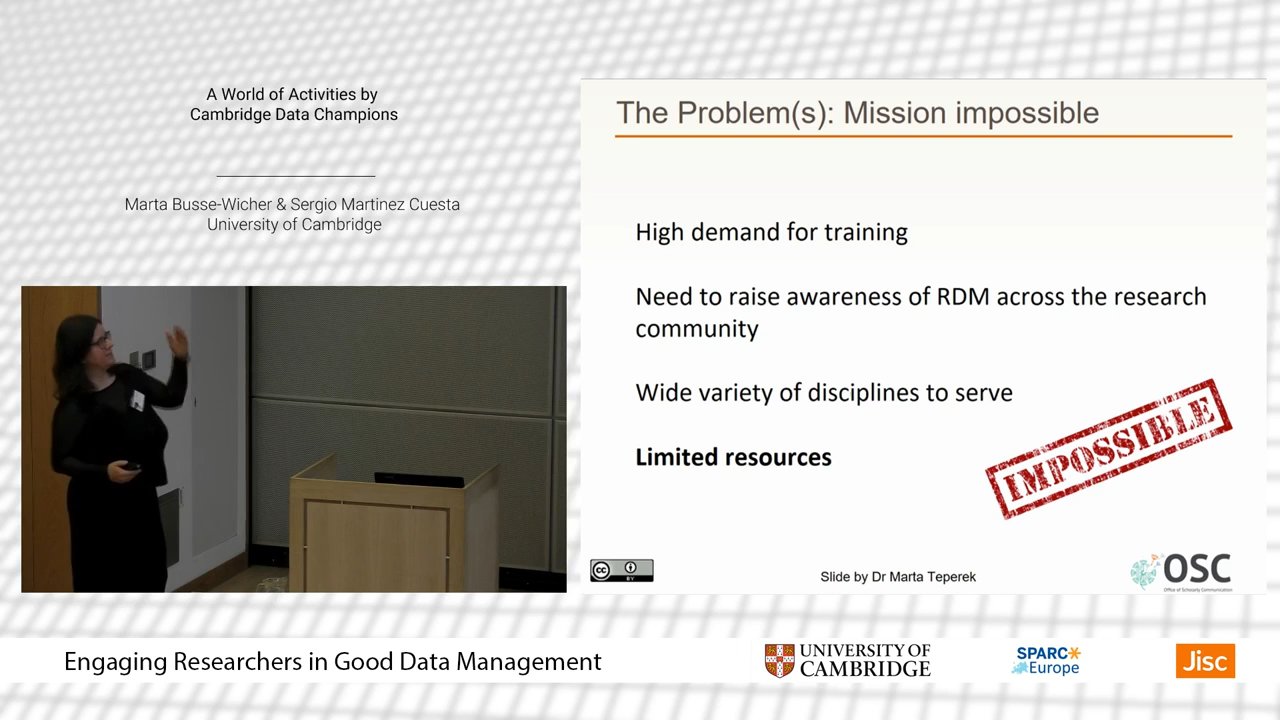 A World of Activities by
Cambridge Data Champions
Marta Busse-Wicher & Sergio Martinez Cuesta
University of Cambridge
The Problem(s): Mission impossible
High demand for training
Need to raise awareness of RDM across the research
community
Wide variety of disciplines to serve
Limited resources
IMPOSSIBLE
cc
BY
Slide by Dr Marta Teperek
OSC
Office of Scholarly Communication
Engaging Researchers in Good Data Management
UNIVERSITY OF
CAMBRIDGE
SPARC
Europe
Jisc